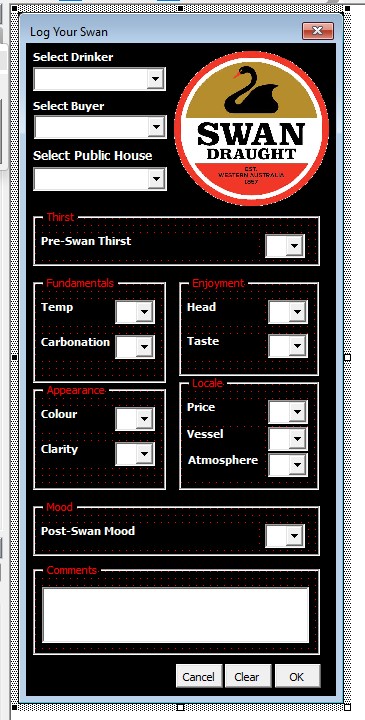 Log Your Swan
Select Drinker
Select Buyer
Select Public House
SWAN
DRAUGHT
EST.
WESTERN AUSTRALIA
1857
Thirst
Pre-Swan Thirst
Fundamentals
Temp
Carbonation
Enjoyment
Head
Taste
Appearance
Colour
Clarity
Locale
Price
Vessel
Atmosphere
Mood
Post-Swan Mood
Comments
Cancel
Clear
OK